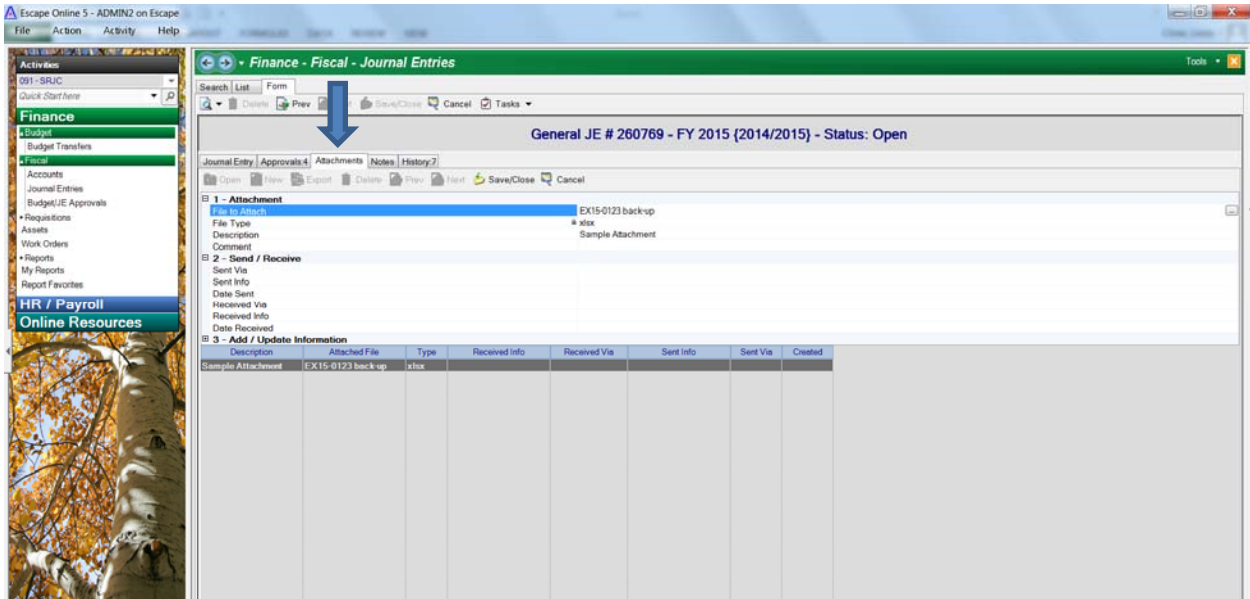 Escape Online 5 - ADMIN2 on Escape
File Action Activity Help
Activities
091 - SRJC
Quick Start here
Finance
Budget
Budget Transfers
Fiscal
Accounts
Journal Entries
Budget/JE Approvals
Requisitions
Assets
Work Orders
Reports
My Reports
Report Favorites
HR / Payroll
Online Resources
Finance - Fiscal - Journal Entries
Tools
Search List Form
Delete Prev Save/Close Cancel Tasks
General JE # 260769 - FY 2015 {2014/2015} - Status: Open
Journal Entry Approvals:4 Attachments Notes History:7
Open New Export Delete Prev Next Save/Close Cancel
1 - Attachment
File to Attach EX15-0123 back-up
File Type xlsx
Description Sample Attachment
Comment
2 - Send / Receive
Sent Via
Sent Info
Date Sent
Received Via
Received Info
Date Received
3 - Add / Update Information
Description Attached File Type Received Info Received Via Sent Info Sent Via Created
Sample Attachment EX15-0123 back-up xlsx